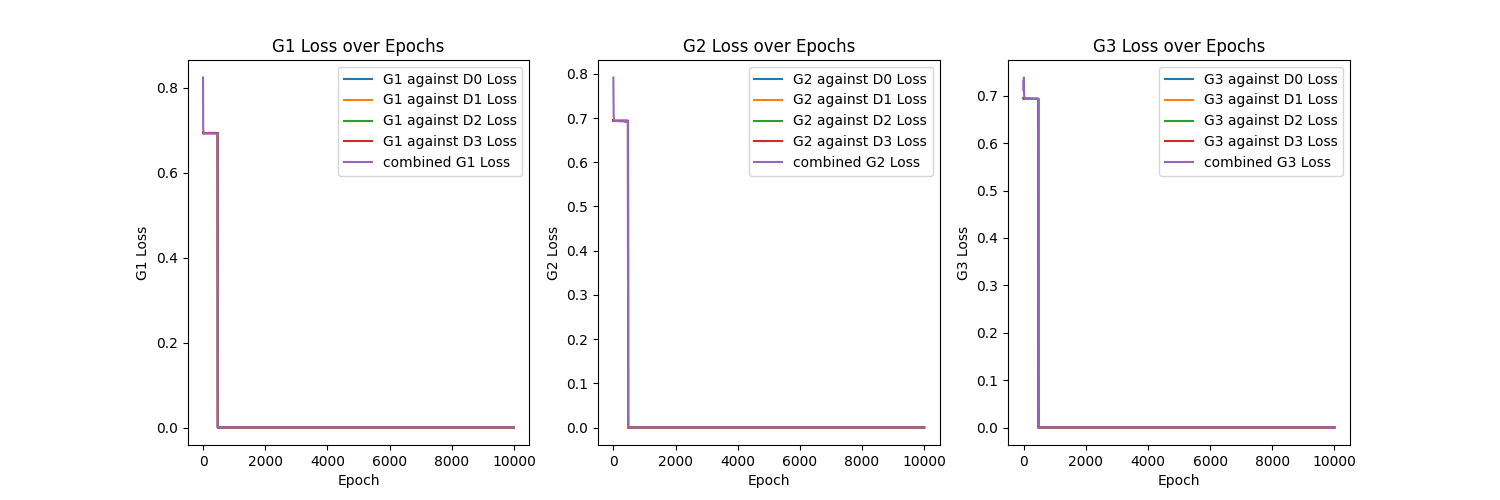 G1 Loss over Epochs
G1 Loss
0.8
0.6
0.4
0.2
0.0
G1 against D0 Loss
G1 against D1 Loss
G1 against D2 Loss
G1 against D3 Loss
combined G1 Loss
0 2000 4000 6000 8000 10000
Epoch
G2 Loss over Epochs
G2 Loss
0.8
0.7
0.6
0.5
0.4
0.3
0.2
0.1
0.0
G2 against D0 Loss
G2 against D1 Loss
G2 against D2 Loss
G2 against D3 Loss
combined G2 Loss
0 2000 4000 6000 8000 10000
Epoch
G3 Loss over Epochs
G3 Loss
0.7
0.6
0.5
0.4
0.3
0.2
0.1
0.0
G3 against D0 Loss
G3 against D1 Loss
G3 against D2 Loss
G3 against D3 Loss
combined G3 Loss
0 2000 4000 6000 8000 10000
Epoch